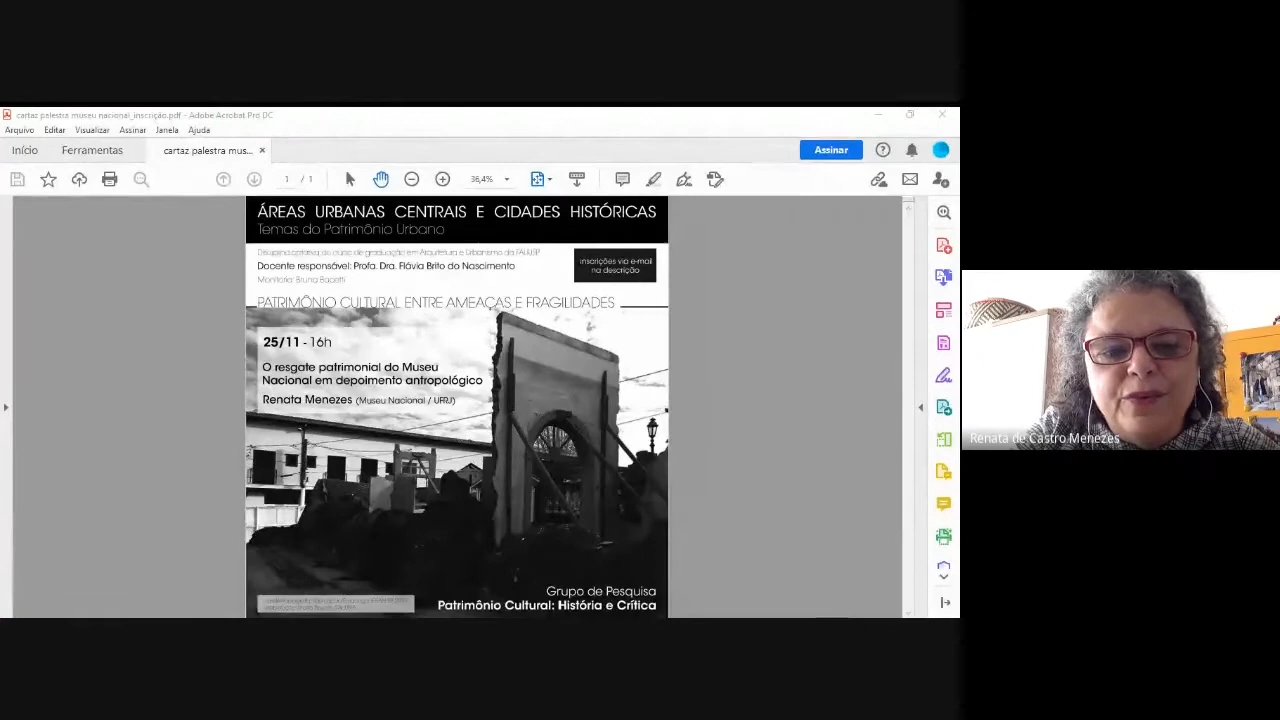 cartaz palestra museu nacional_inscrição.pdf - Adobe Acrobat Pro DC
Arquivo Editar Visualizar Assinar Janela Ajuda
Início Ferramentas cartaz palestra mus... × Assinar
1 / 1 36,4%
ÁREAS URBANAS CENTRAIS E CIDADES HISTÓRICAS
Temas do Patrimônio Urbano
Disciplina optativa do curso de graduação em Arquitetura e Urbanismo da FAUUSP
Docente responsável: Profa. Dra. Flávia Brito do Nascimento
Monitoria: Bruna
inscrições via e-mail
na descrição
PATRIMÔNIO CULTURAL ENTRE AMEAÇAS E FRAGILIDADES
25/11 - 16h
O resgate patrimonial do Museu
Nacional em depoimento antropológico
Renata Menezes (Museu Nacional / UFRJ)
Grupo de Pesquisa
Patrimônio Cultural: História e Crítica
Renata de Castro Menezes